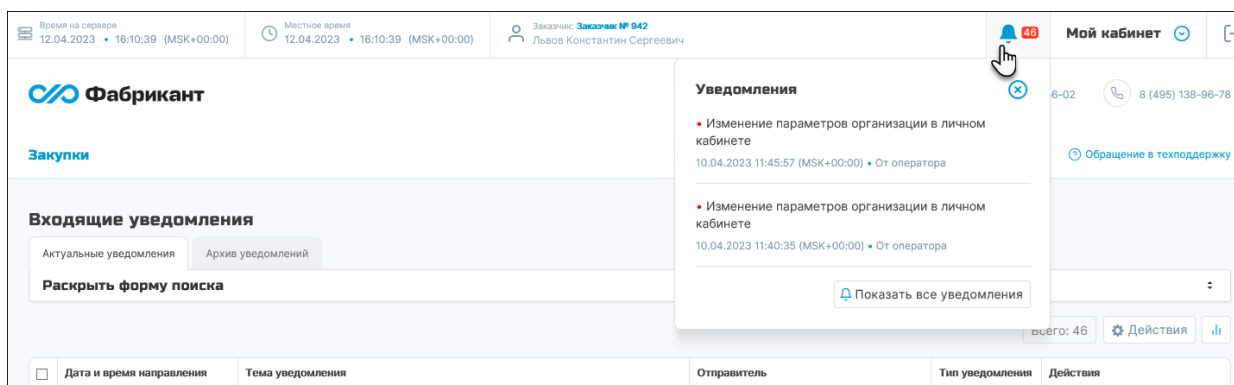 Время на сервере
12.04.2023 • 16:10:39 (MSK+00:00)
Местное время
12.04.2023 • 16:10:39 (MSK+00:00)
Заказчик: Заказчик № 942
Львов Константин Сергеевич
46
Мой кабинет
Фабрикант
6-02
8 (495) 138-96-78
Закупки
Обращение в техподдержку
Уведомления
• Изменение параметров организации в личном
кабинете
10.04.2023 11:45:57 (MSK+00:00) • От оператора
• Изменение параметров организации в личном
кабинете
10.04.2023 11:40:35 (MSK+00:00) • От оператора
Показать все уведомления
Входящие уведомления
Актуальные уведомления
Архив уведомлений
Раскрыть форму поиска
Всего: 46
Действия
Дата и время направления
Тема уведомления
Отправитель
Тип уведомления
Действия